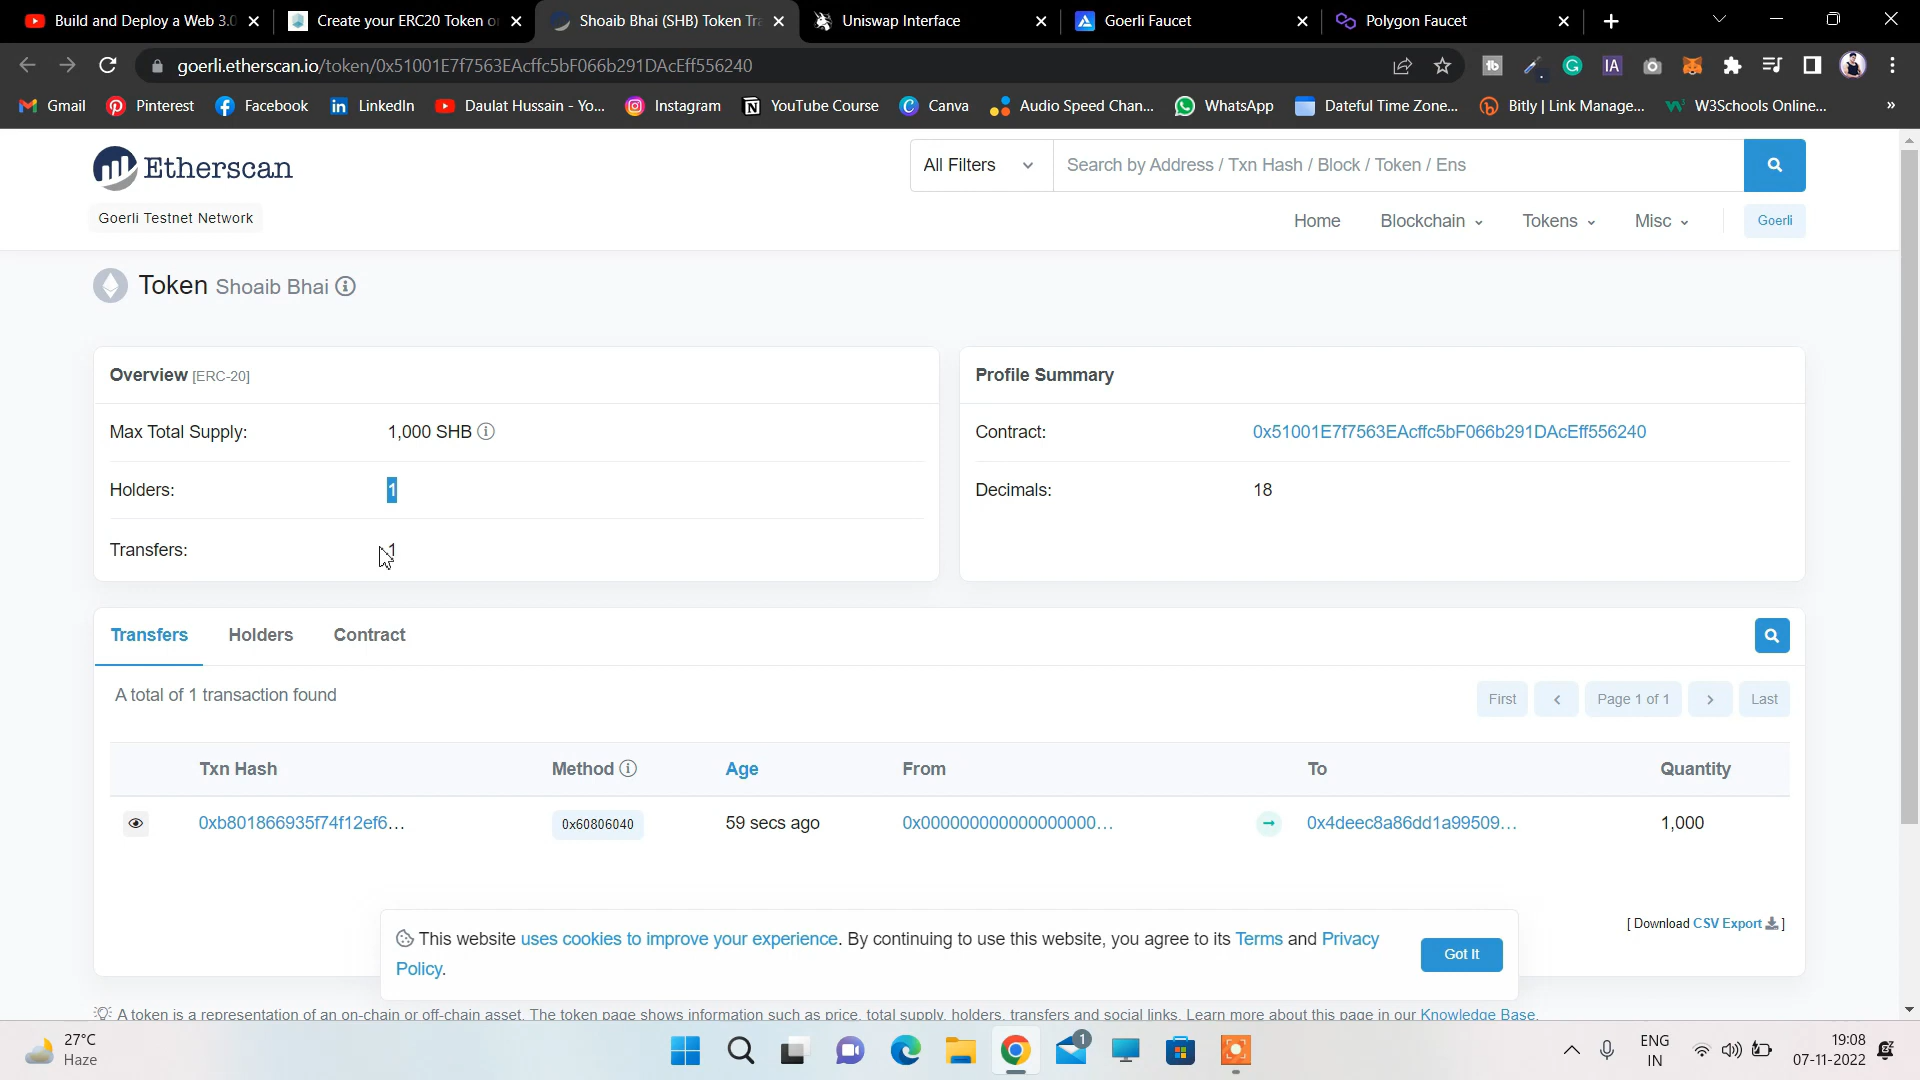 Build and Deploy a Web 3.0
Create your ERC20 Token o
Shoaib Bhai (SHB) Token Tra
Uniswap Interface
Goerli Faucet
Polygon Faucet
goerli.etherscan.io/token/0x51001E7f7563EAcffc5bF066b291DAcEff556240
tb
IA
Gmail
Pinterest
Facebook
LinkedIn
Daulat Hussain - Yo...
Instagram
YouTube Course
Canva
Audio Speed Chan...
WhatsApp
Dateful Time Zone...
Bitly | Link Manage...
W3Schools Online...
»
Etherscan
All Filters
Search by Address / Txn Hash / Block / Token / Ens
Goerli Testnet Network
Home
Blockchain
Tokens
Misc
Goerli
Token Shoaib Bhai
Overview [ERC-20]
Max Total Supply: 1,000 SHB
Holders: 1
Transfers: 1
Profile Summary
Contract: 0x51001E7f7563EAcffc5bF066b291DAcEff556240
Decimals: 18
Transfers
Holders
Contract
A total of 1 transaction found
First
Page 1 of 1
Last
Txn Hash Method Age From To Quantity
0xb801866935f74f12ef6... 0x60806040 59 secs ago 0x000000000000000000... 0x4deec8a86dd1a99509... 1,000
[ Download CSV Export ]
This website uses cookies to improve your experience. By continuing to use this website, you agree to its Terms and Privacy
Policy.
Got It
A token is a representation of an on-chain or off-chain asset. The token page shows information such as price, total supply, holders, transfers and social links. Learn more about this page in our Knowledge Base.
27°C
Haze
1
ENG
IN
19:08
07-11-2022